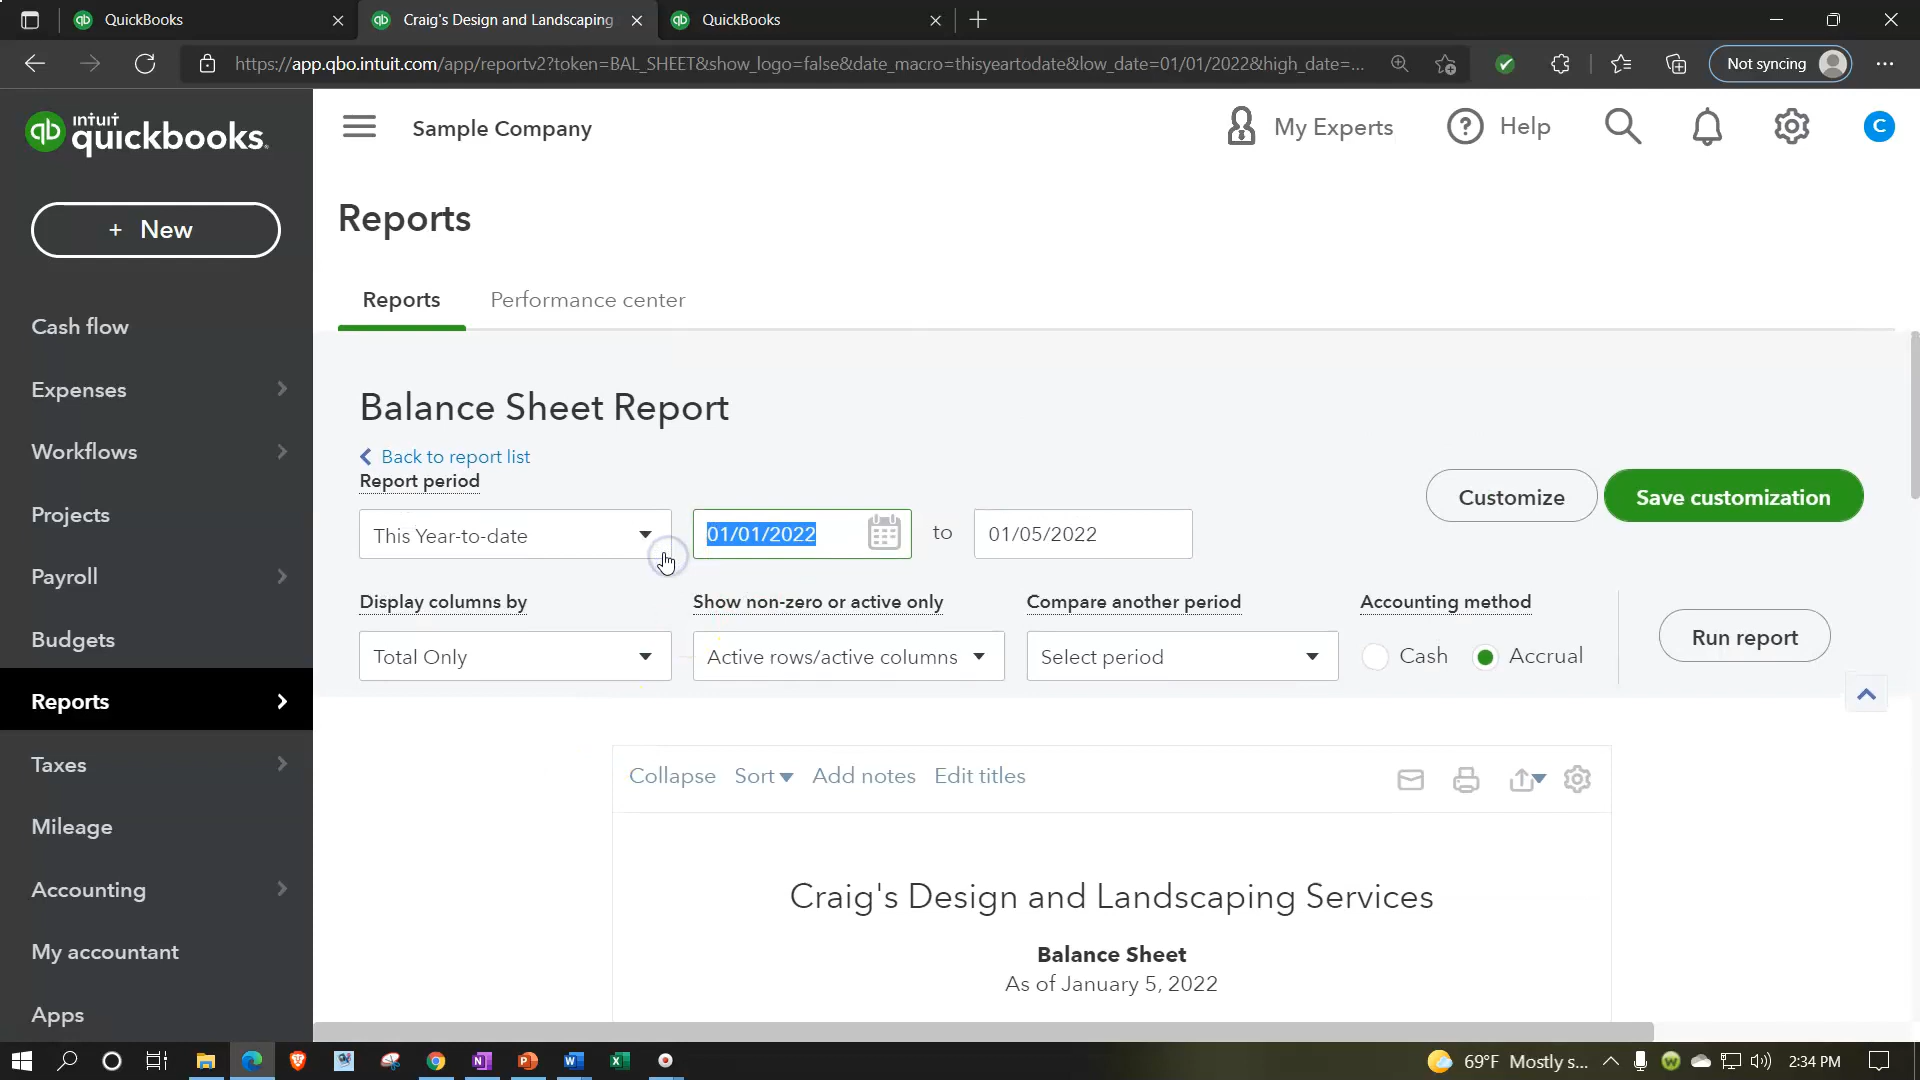 QuickBooks
Craig's Design and Landscaping
QuickBooks
https://app.qbo.intuit.com/app/reportv2?token=BAL_SHEET&show_logo=false&date_macro=thisyeartodate&low_date=01/01/2022&high_date=...
Not syncing
intuit
quickbooks.
Sample Company
My Experts
Help
C
+ New
Reports
Reports
Performance center
Cash flow
Expenses
Workflows
Projects
Payroll
Budgets
Reports
Taxes
Mileage
Accounting
My accountant
Apps
Balance Sheet Report
Back to report list
Report period
This Year-to-date
01/01/2022
to
01/05/2022
Customize
Save customization
Display columns by
Show non-zero or active only
Compare another period
Accounting method
Total Only
Active rows/active columns
Select period
Cash
Accrual
Run report
Collapse
Sort
Add notes
Edit titles
Craig's Design and Landscaping Services
Balance Sheet
As of January 5, 2022
69°F Mostly s...
2:34 PM